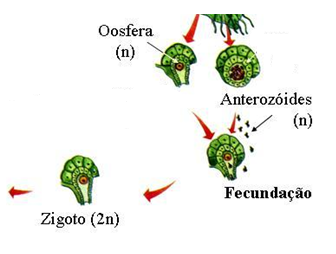 Oosfera
(n)
Anterozóides
(n)
Fecundação
Zigoto (2n)